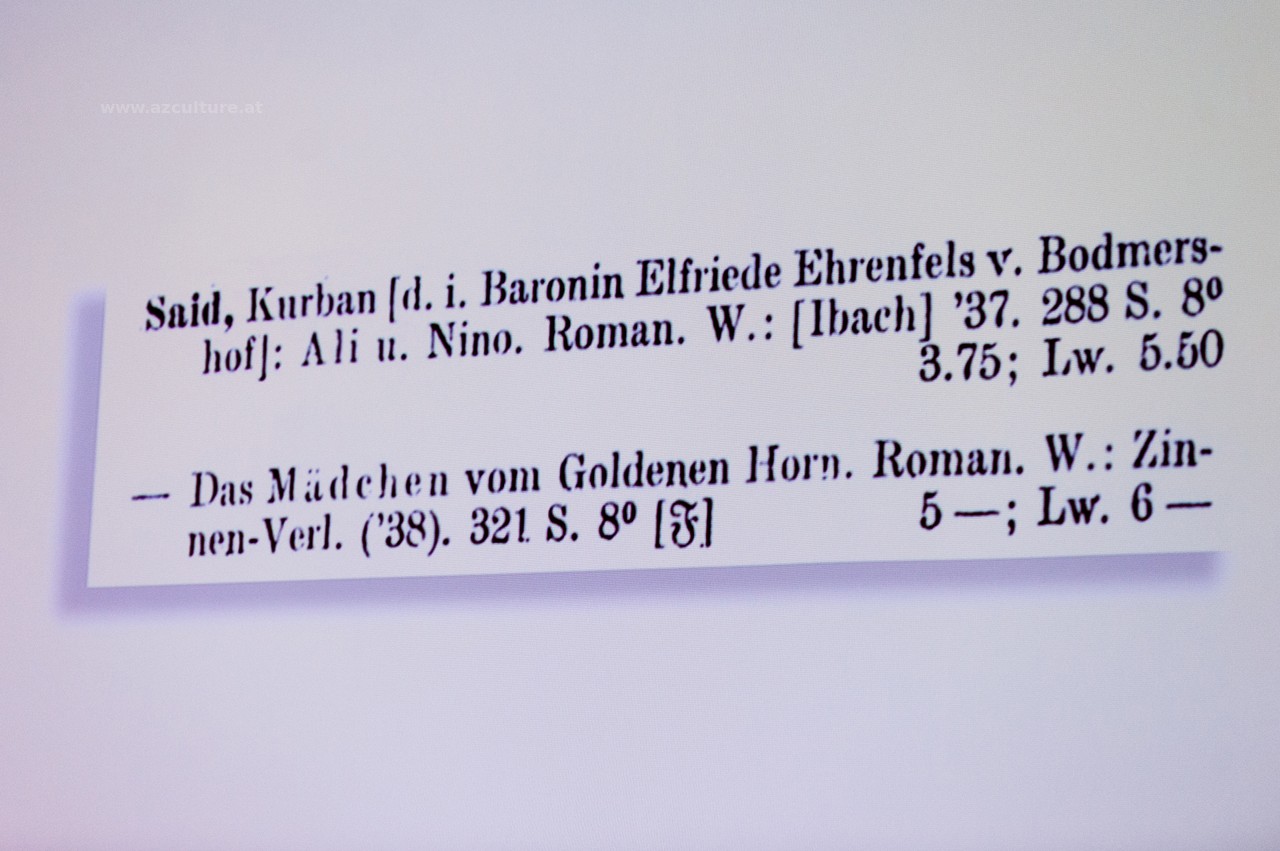 www.azculture.at
Said, Kurban [d. i. Baronin Elfriede Ehrenfels v. Bodmers-
hof]: Ali u. Nino. Roman. W.: [Ibach] ’37. 288 S. 8⁰
3.75; Lw. 5.50
— Das Mädchen vom Goldenen Horn. Roman. W.: Zin-
nen-Verl. (’38). 321 S. 8⁰ [F] 5 —; Lw. 6 —